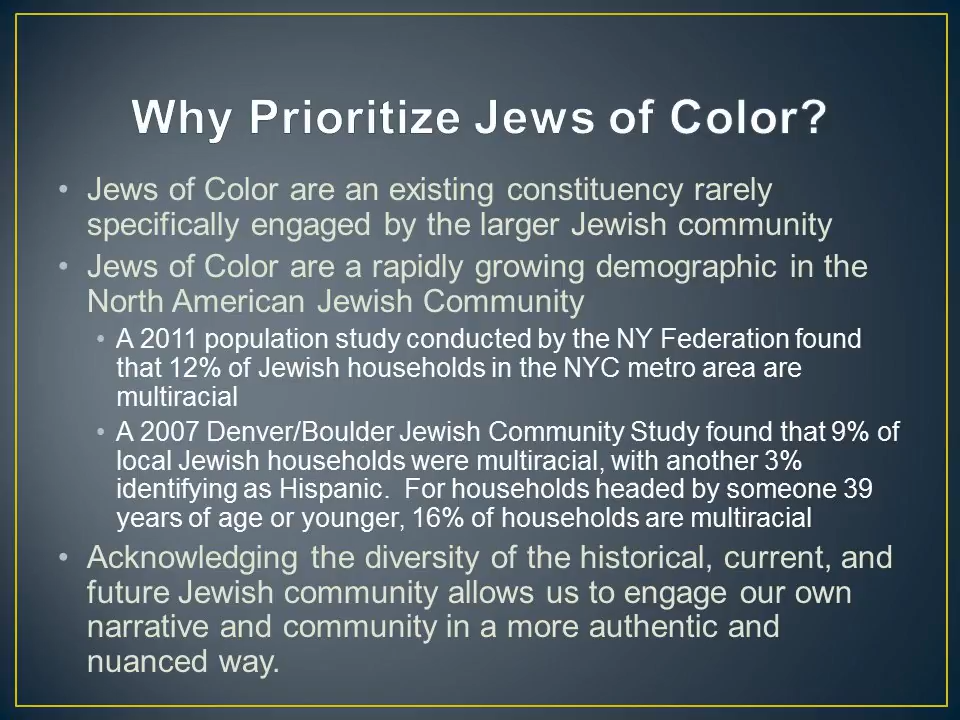 Why Prioritize Jews of Color?
• Jews of Color are an existing constituency rarely
specifically engaged by the larger Jewish community
• Jews of Color are a rapidly growing demographic in the
North American Jewish Community
• A 2011 population study conducted by the NY Federation found
that 12% of Jewish households in the NYC metro area are
multiracial
• A 2007 Denver/Boulder Jewish Community Study found that 9% of
local Jewish households were multiracial, with another 3%
identifying as Hispanic.  For households headed by someone 39
years of age or younger, 16% of households are multiracial
• Acknowledging the diversity of the historical, current, and
future Jewish community allows us to engage our own
narrative and community in a more authentic and
nuanced way.